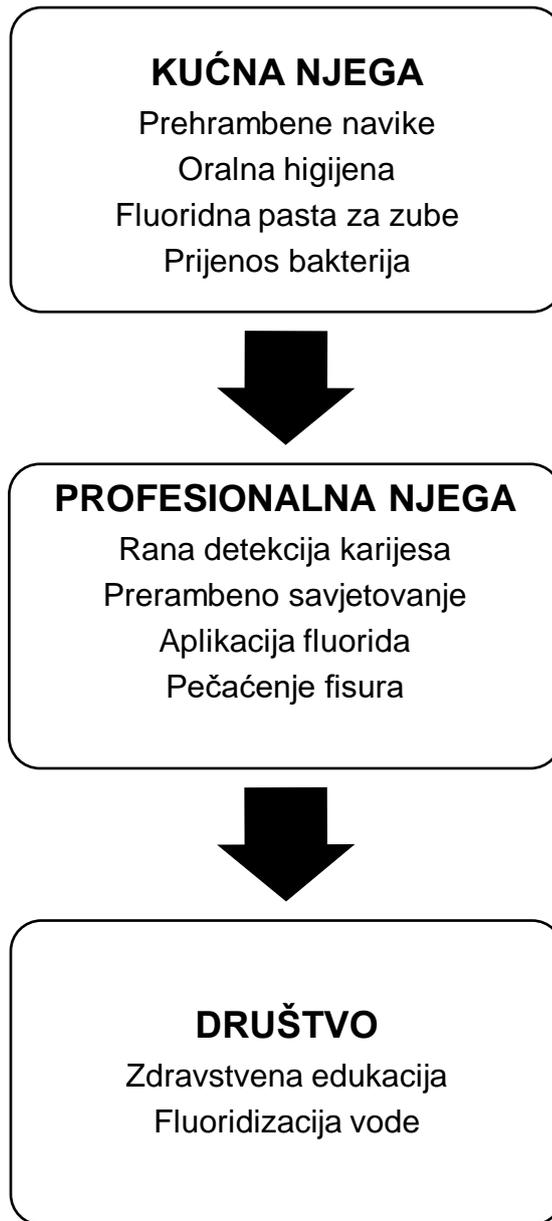 KUĆNA NJEGA
Prehrambene navike
Oralna higijena
Fluoridna pasta za zube
Prijenos bakterija
PROFESIONALNA NJEGA
Rana detekcija karijesa
Prerambeno savjetovanje
Aplikacija fluorida
Pečaćenje fisura
DRUŠTVO
Zdravstvena edukacija
Fluoridizacija vode